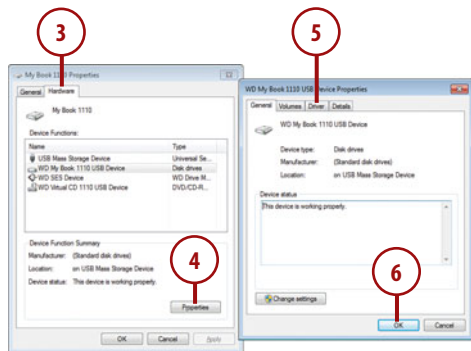 3
My Book 1110 Properties
General Hardware
My Book 1110
Device Functions:
Name Type
USB Mass Storage Device Universal Se...
WD My Book 1110 USB Device Disk drives
WD SES Device WD Drive M...
WD Virtual CD 1110 USB Device DVD/CD-R...
Device Function Summary
Manufacturer: (Standard disk drives)
Location: on USB Mass Storage Device
Device status: This device is working properly.
4
Properties
OK Cancel Apply
5
WD My Book 1110 USB Device Properties
General Volumes Driver Details
WD My Book 1110 USB Device
Device type: Disk drives
Manufacturer: (Standard disk drives)
Location: on USB Mass Storage Device
Device status
This device is working properly.
6
Change settings
OK Cancel